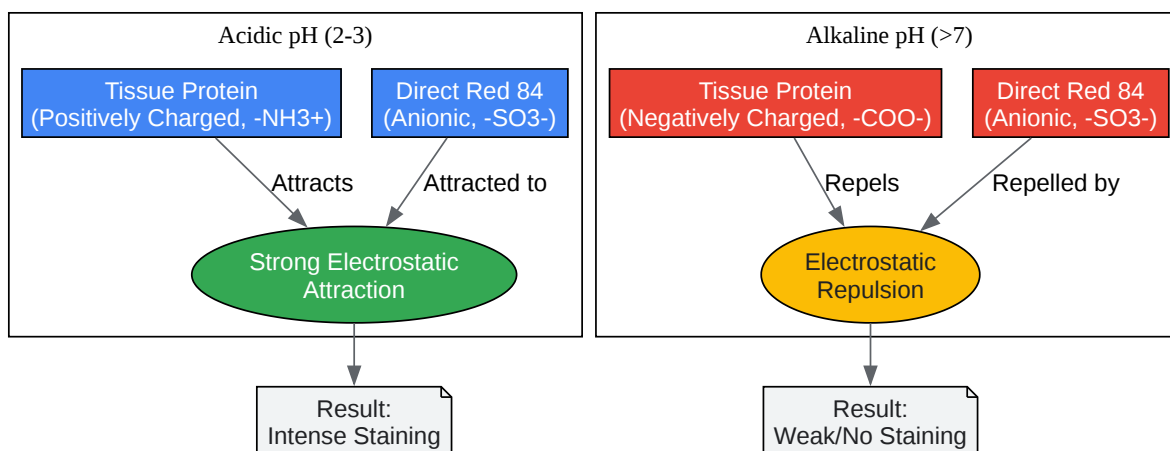 Acidic pH (2-3)
Tissue Protein
(Positively Charged, -NH3+)
Direct Red 84
(Anionic, -SO3-)
Attracts
Attracted to
Strong Electrostatic
Attraction
Result:
Intense Staining
Alkaline pH (>7)
Tissue Protein
(Negatively Charged, -COO-)
Direct Red 84
(Anionic, -SO3-)
Repels
Repelled by
Electrostatic
Repulsion
Result:
Weak/No Staining